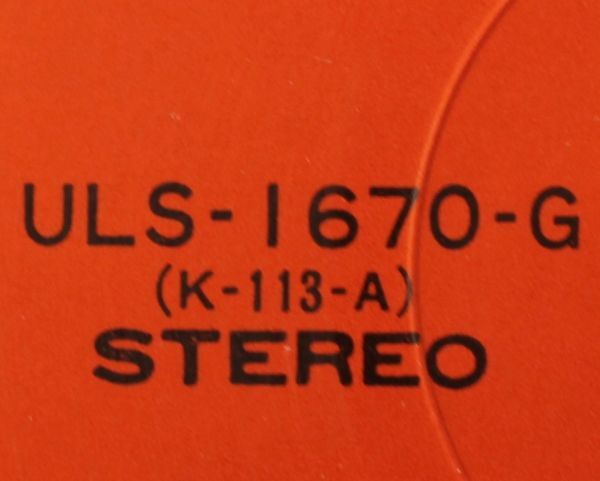 ULS-1670-G
(K-113-A)
STEREO